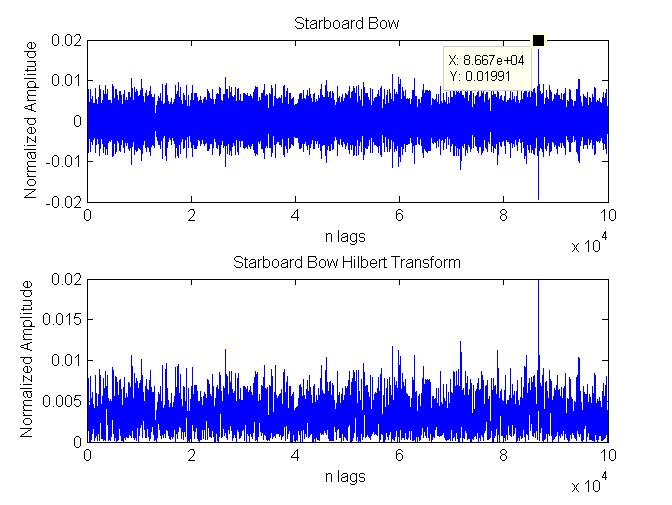 Starboard Bow
Normalized Amplitude
0.02
0.01
0
-0.01
-0.02
X: 8.667e+04
Y: 0.01991
0 2 4 6 8 10
n lags
x 10^4
Starboard Bow Hilbert Transform
Normalized Amplitude
0.02
0.015
0.01
0.005
0
0 2 4 6 8 10
n lags
x 10^4